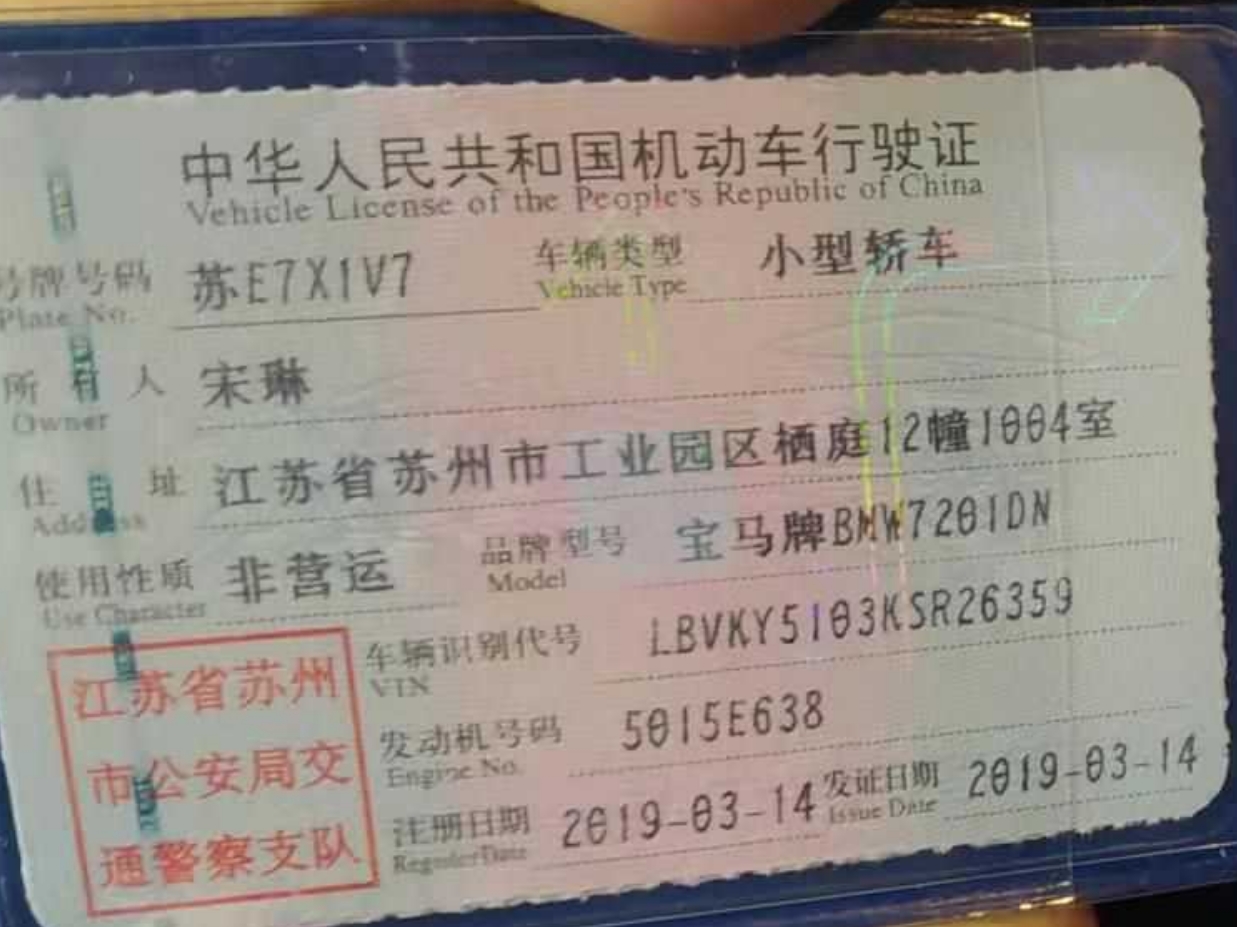 中华人民共和国机动车行驶证
Vehicle License of the People's Republic of China
号牌号码 苏E7X1V7 车辆类型 小型轿车
Plate No. Vehicle Type
所有人 宋琳
Owner
住址 江苏省苏州市工业园区栖庭12幢1004室
Address
使用性质 非营运 品牌型号 宝马牌BMW7201DN
Use Character Model
车辆识别代号 LBVKY5103KSR26359
VIN
发动机号码 5015E638
Engine No.
注册日期 2019-03-14 发证日期 2019-03-14
Register Date Issue Date
江苏省苏州
市公安局交
通警察支队